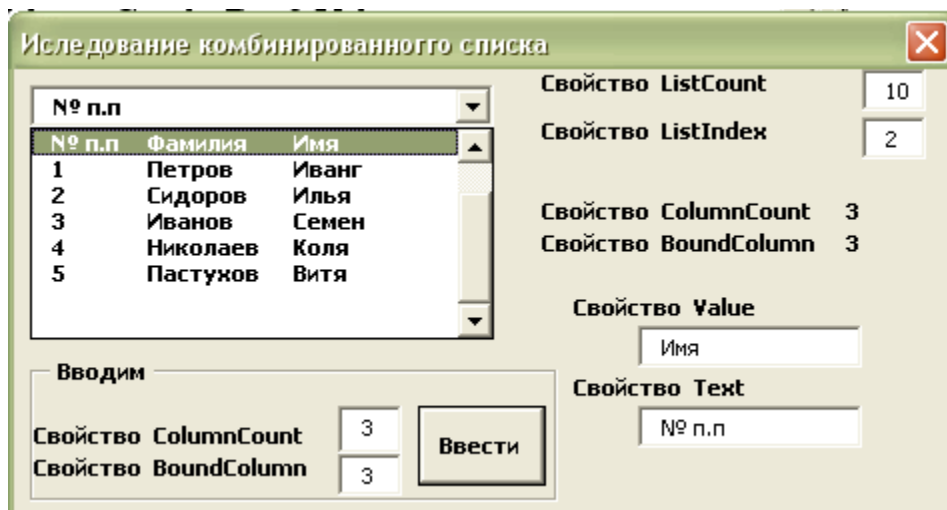 Иследование комбинированного списка
№ п.п
№ п.п Фамилия Имя
1 Петров Иванг
2 Сидоров Илья
3 Иванов Семен
4 Николаев Коля
5 Пастухов Витя
Свойство ListCount 10
Свойство ListIndex 2
Свойство ColumnCount 3
Свойство BoundColumn 3
Свойство Value
Имя
Свойство Text
№ п.п
Вводим
Свойство ColumnCount 3
Свойство BoundColumn 3
Ввести